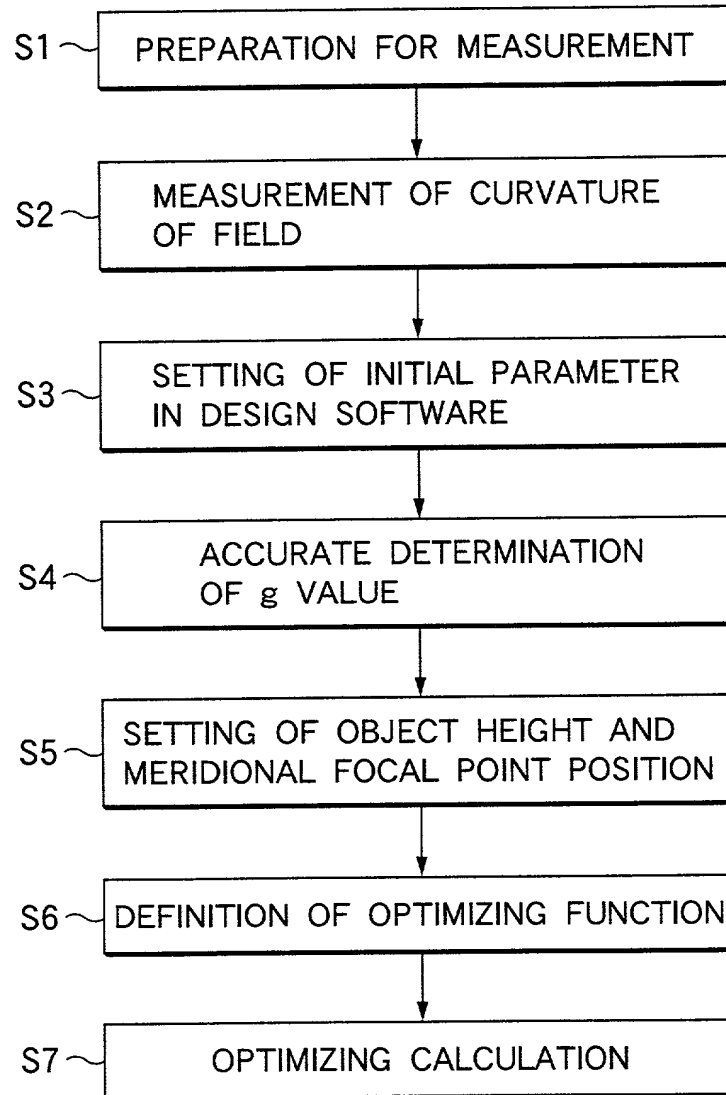 S1 PREPARATION FOR MEASUREMENT
S2 MEASUREMENT OF CURVATURE
OF FIELD
S3 SETTING OF INITIAL PARAMETER
IN DESIGN SOFTWARE
S4 ACCURATE DETERMINATION
OF g VALUE
S5 SETTING OF OBJECT HEIGHT AND
MERIDIONAL FOCAL POINT POSITION
S6 DEFINITION OF OPTIMIZING FUNCTION
S7 OPTIMIZING CALCULATION